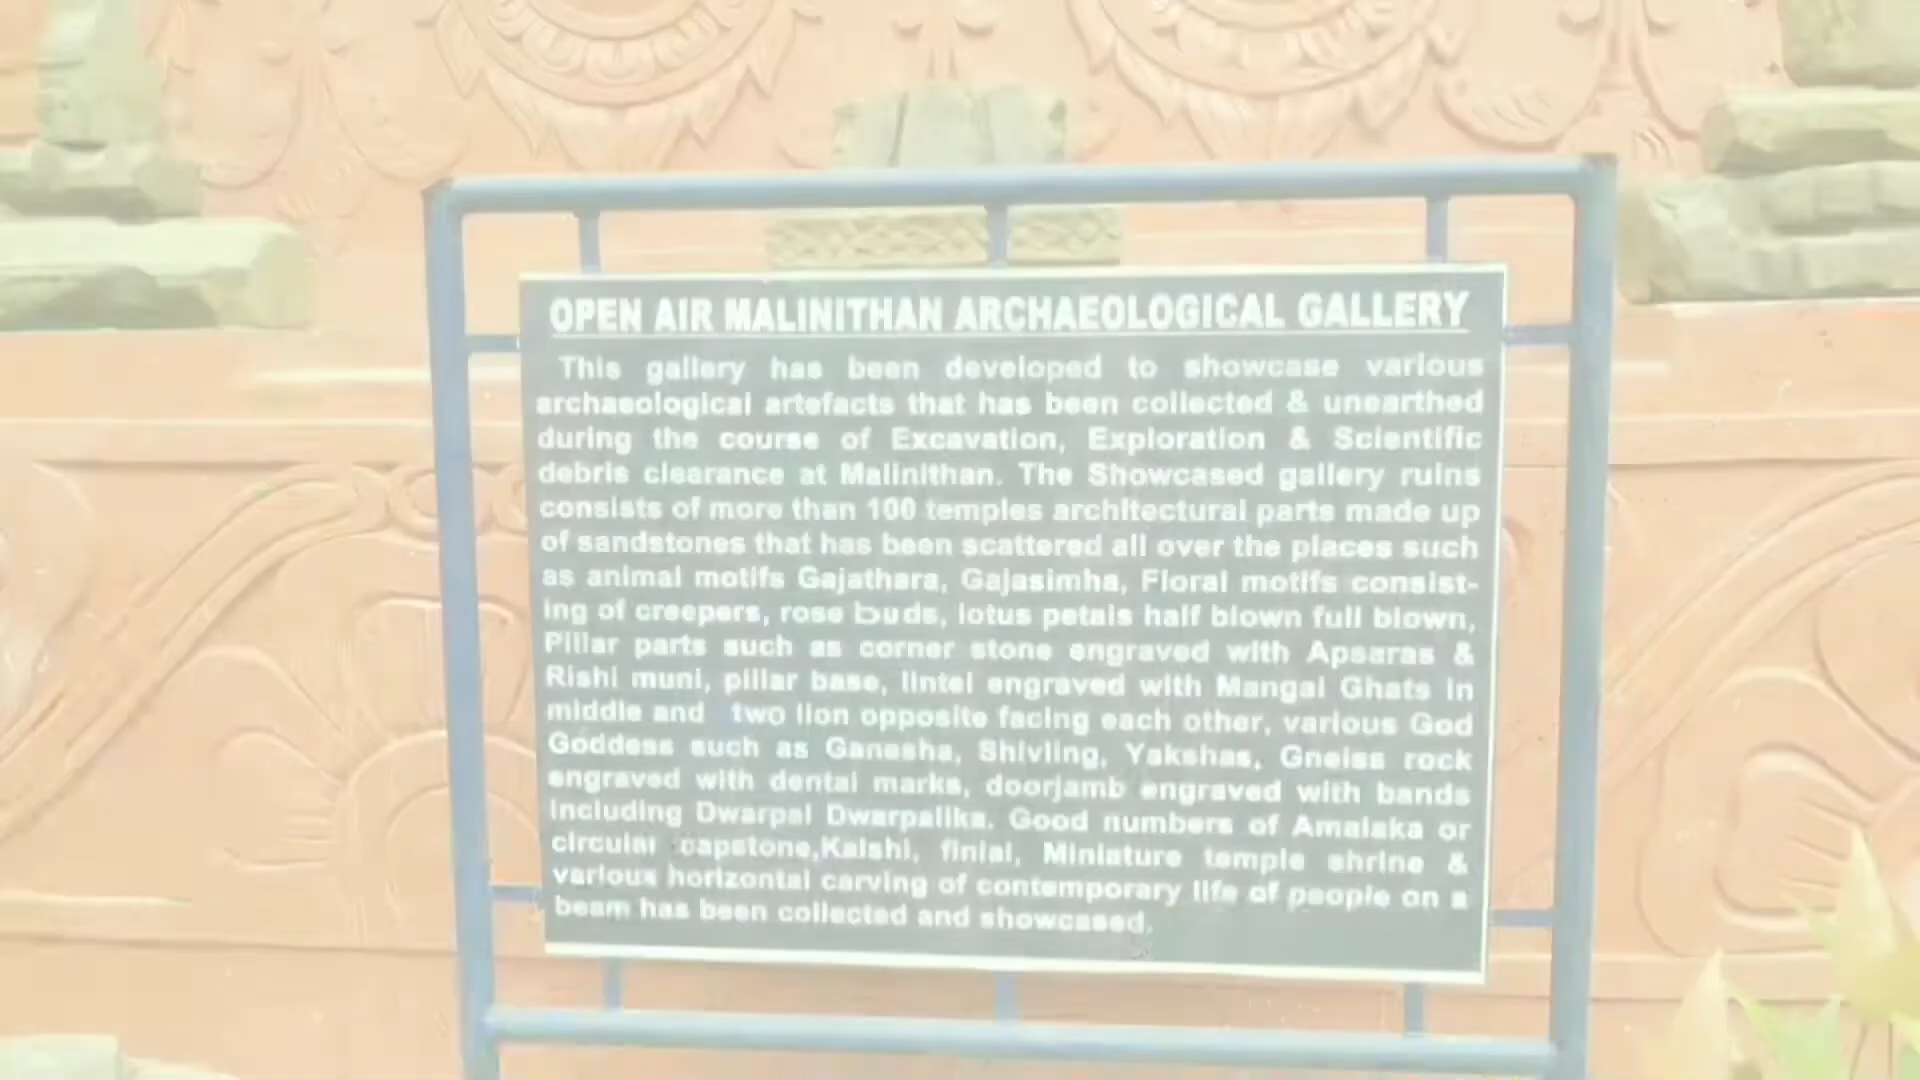 OPEN AIR MALINITHAN ARCHAEOLOGICAL GALLERY
This gallery has been developed to showcase various
archaeological artefacts that has been collected & unearthed
during the course of Excavation, Exploration & Scientific
debris clearance at Malinithan. The Showcased gallery ruins
consists of more than 100 temples architectural parts made up
of sandstones that has been scattered all over the places such
as animal motifs Gajathara, Gajasimha, Floral motifs consist-
ing of creepers, rose buds, lotus petals half blown full blown,
Pillar parts such as corner stone engraved with Apsaras &
Rishi muni, pillar base, lintel engraved with Mangal Ghats in
middle and two lion opposite facing each other, various God
Goddess such as Ganesha, Shivling, Yakshas, Gneiss rock
engraved with dental marks, doorjamb engraved with bands
including Dwarpal Dwarpalika. Good numbers of Amalaka or
circular capstone,Kalshi, finial, Miniature temple shrine &
various horizontal carving of contemporary life of people on a
beam has been collected and showcased.